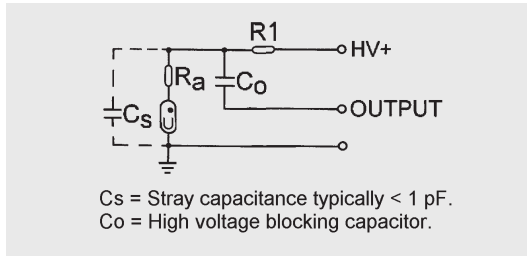 R1
HV+
Ra
Co
Cs
OUTPUT
Cs = Stray capacitance typically < 1 pF.
Co = High voltage blocking capacitor.